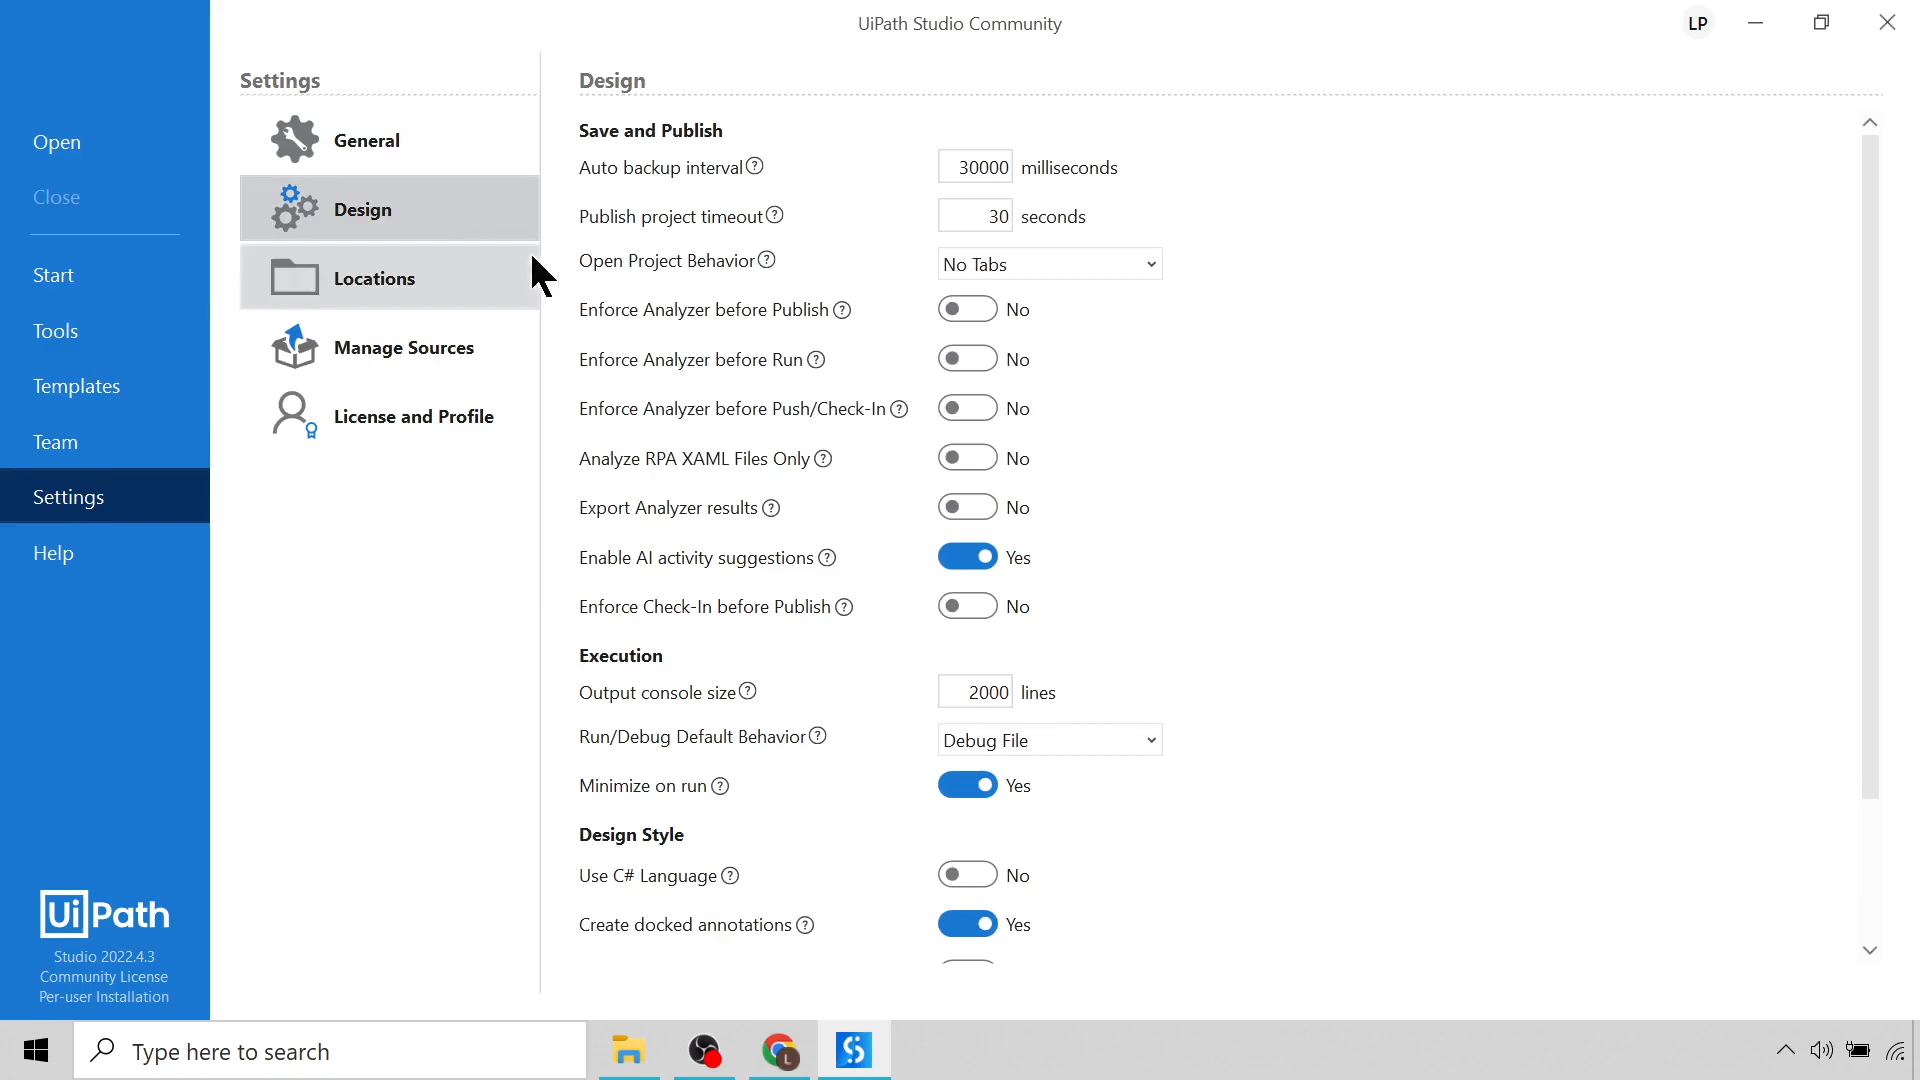 UiPath Studio Community
LP
Open
Close
Start
Tools
Templates
Team
Settings
Help
UiPath
Studio 2022.4.3
Community License
Per-user Installation
Settings
General
Design
Locations
Manage Sources
License and Profile
Design
Save and Publish
Auto backup interval ? 30000 milliseconds
Publish project timeout ? 30 seconds
Open Project Behavior ? No Tabs
Enforce Analyzer before Publish ? No
Enforce Analyzer before Run ? No
Enforce Analyzer before Push/Check-In ? No
Analyze RPA XAML Files Only ? No
Export Analyzer results ? No
Enable AI activity suggestions ? Yes
Enforce Check-In before Publish ? No
Execution
Output console size ? 2000 lines
Run/Debug Default Behavior ? Debug File
Minimize on run ? Yes
Design Style
Use C# Language ? No
Create docked annotations ? Yes
Type here to search
L